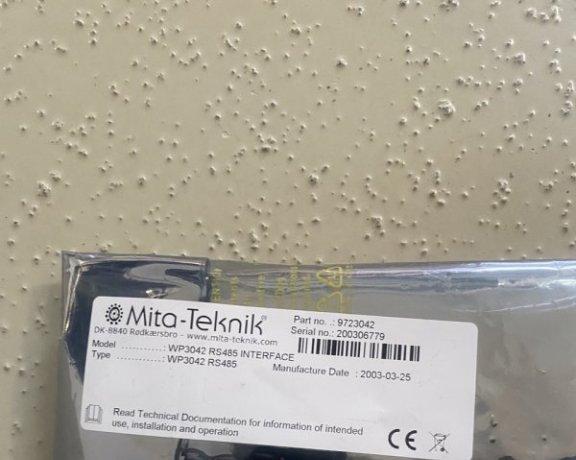 Mita-Teknik
DK-8840 Rødkærsbro - www.mita-teknik.com
Part no. .: 9723042
Serial no.: 200306779
Model ...........: WP3042 RS485 INTERFACE
Type ............: WP3042 RS485
Manufacture Date : 2003-03-25
Read Technical Documentation for information of intended
use, installation and operation
CE